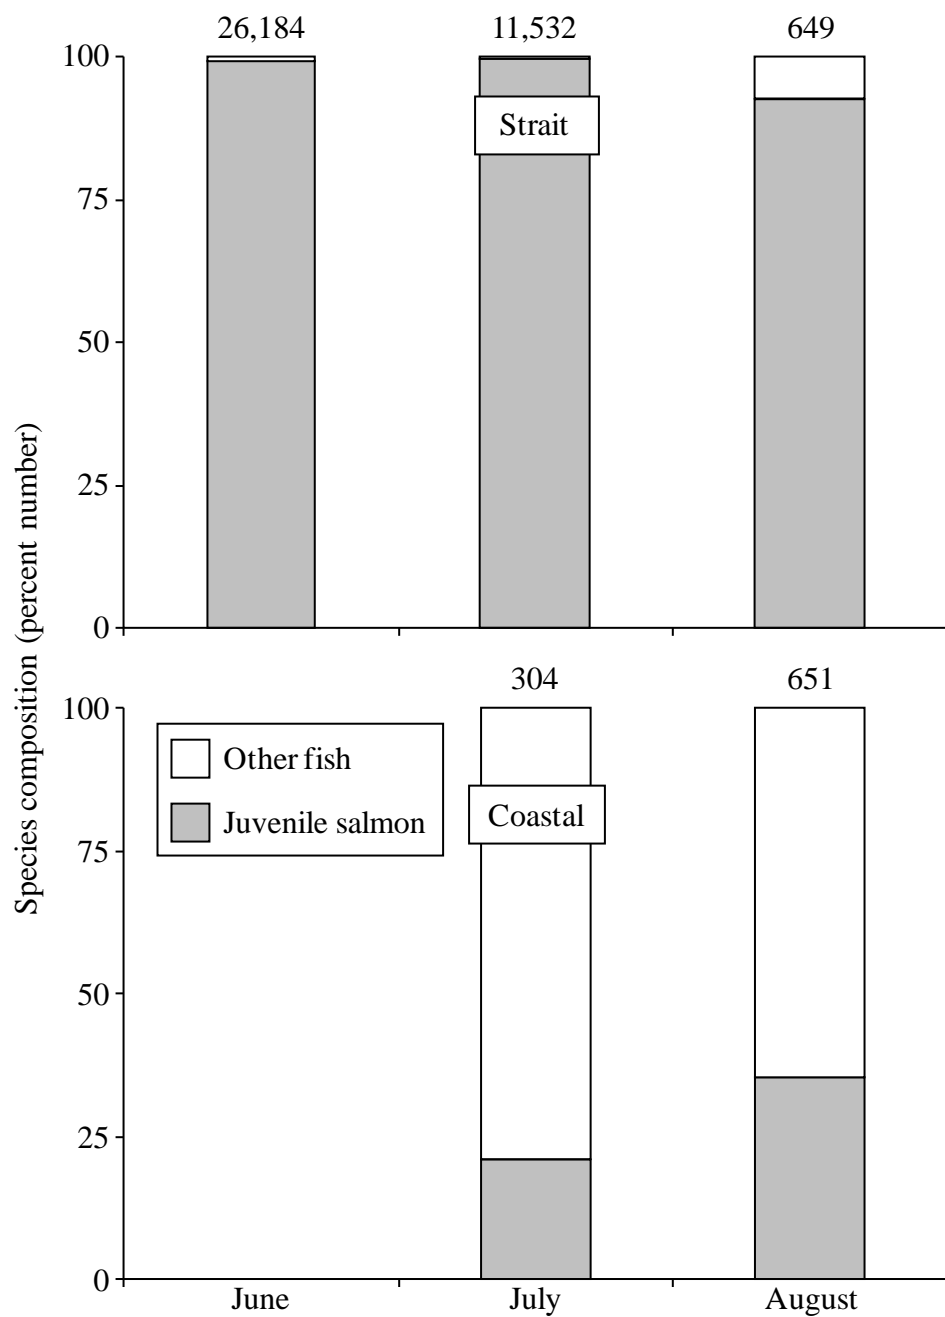 26,184 11,532 649
100
Strait
75
50
25
0
Species composition (percent number)
304 651
100
Other fish
Juvenile salmon
Coastal
75
50
25
0
June July August